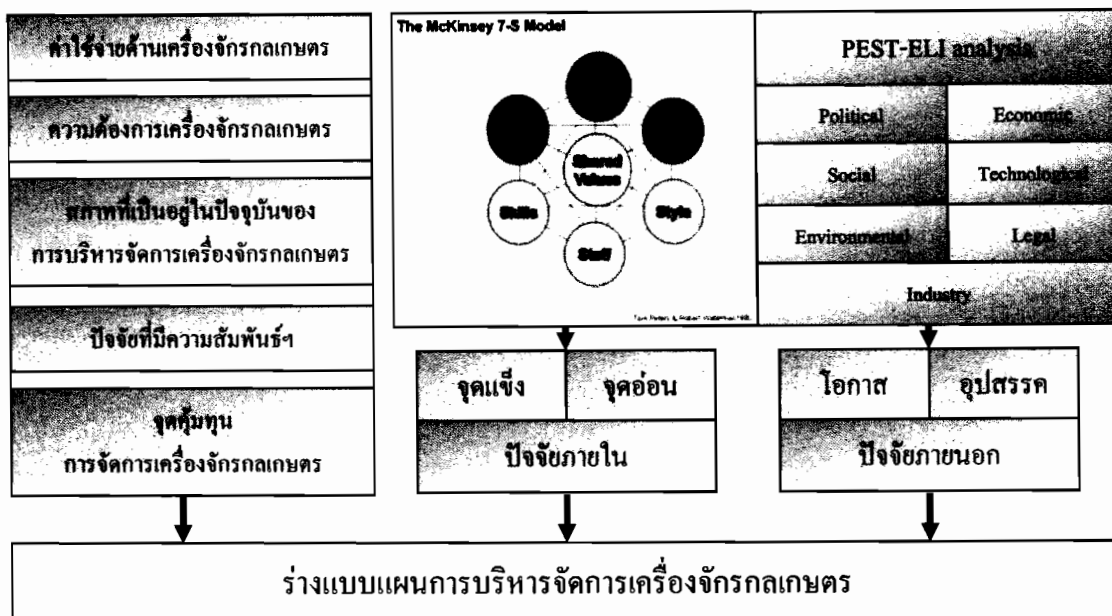 ค่าใช้จ่ายด้านเครื่องจักรกลเกษตร
ความต้องการเครื่องจักรกลเกษตร
สภาพที่เป็นอยู่ในปัจจุบันของ
การบริหารจัดการเครื่องจักรกลเกษตร
ปัจจัยที่มีความสัมพันธ์ฯ
จุดคุ้มทุน
การจัดการเครื่องจักรกลเกษตร
The McKinsey 7-S Model
Shared
Values
Skills
Style
Staff
Tom Peters & Robert Waterman
PEST-ELI analysis
Political
Economic
Social
Technological
Environmental
Legal
Industry
จุดแข็ง
จุดอ่อน
ปัจจัยภายใน
โอกาส
อุปสรรค
ปัจจัยภายนอก
ร่างแบบแผนการบริหารจัดการเครื่องจักรกลเกษตร